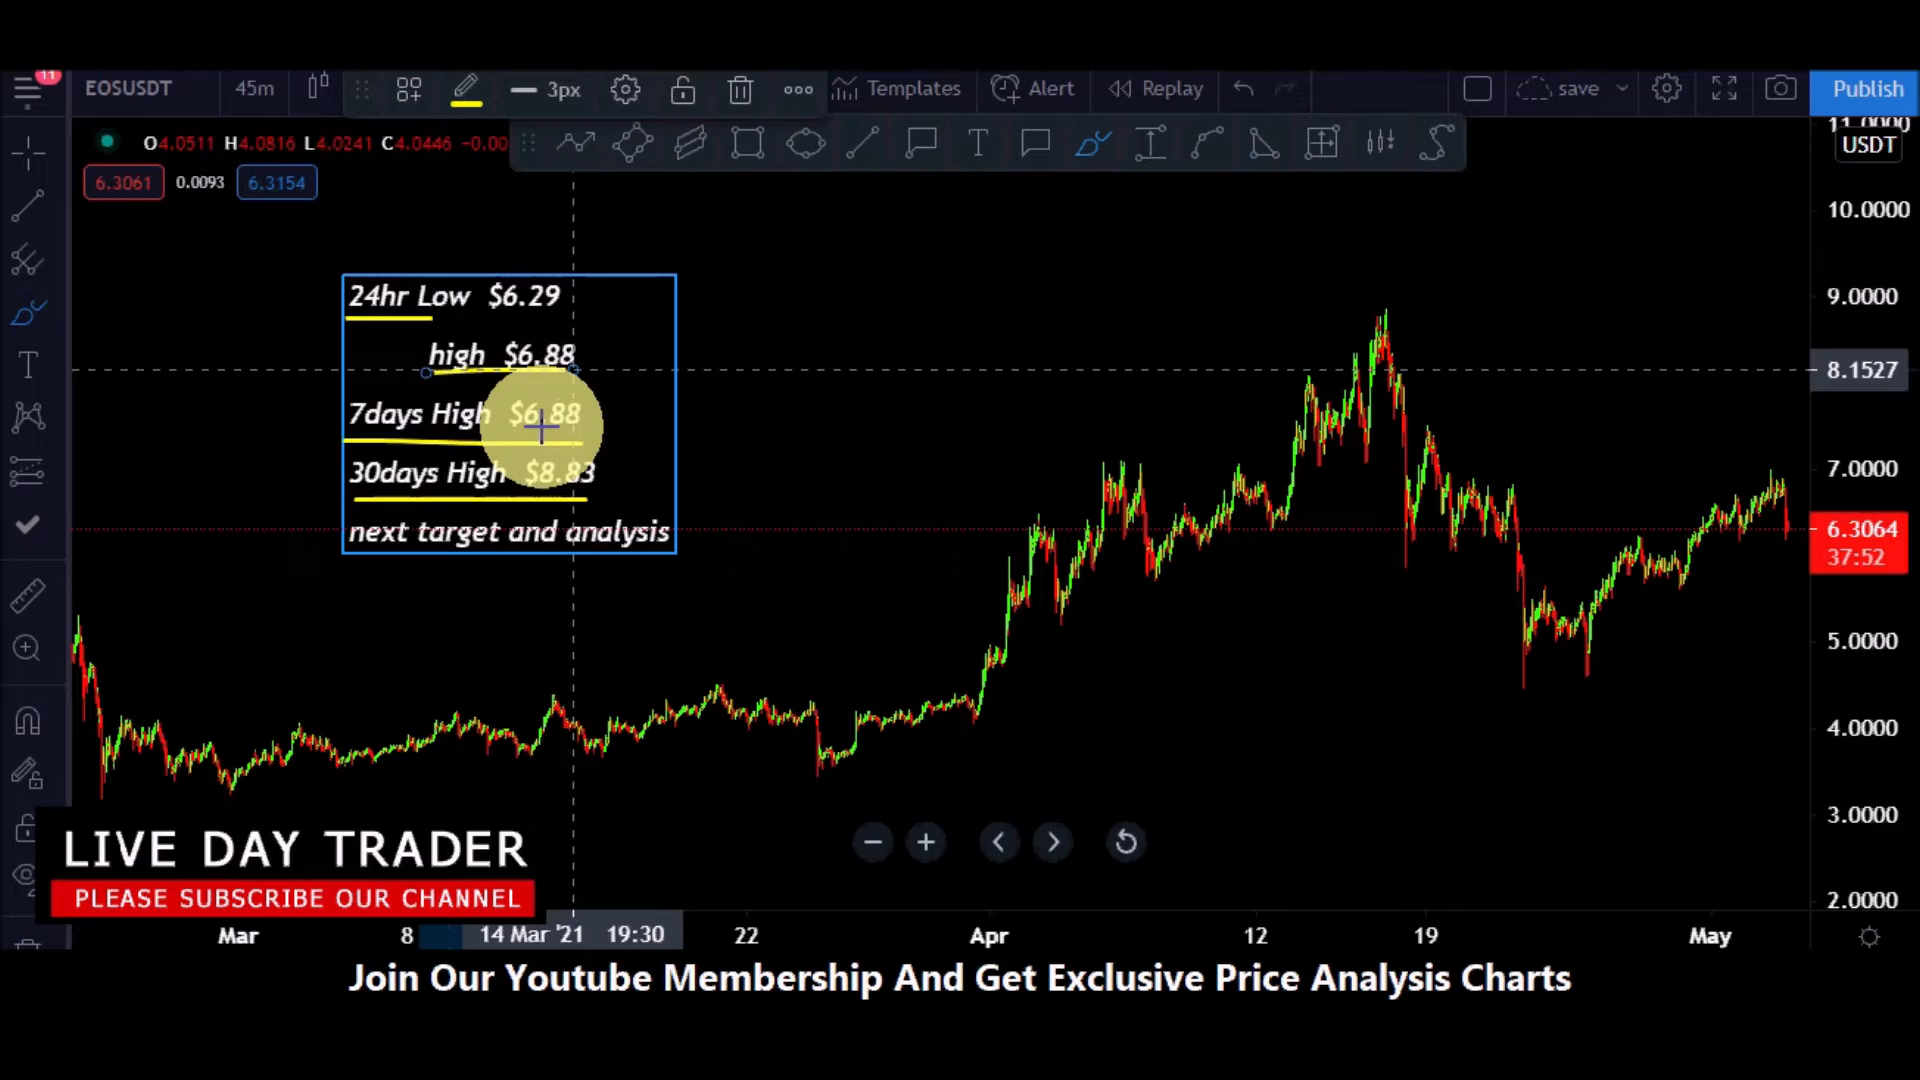 11
EOSUSDT
45m
3px
Templates
Alert
Replay
save
Publish
O4.0511 H4.0816 L4.0241 C4.0446 -0.00
11.0000
USDT
6.3061
0.0093
6.3154
10.0000
24hr Low $6.29
9.0000
high $6.88
8.1527
7days High $6.88
30days High $8.83
7.0000
next target and analysis
6.3064
37:52
5.0000
4.0000
3.0000
LIVE DAY TRADER
PLEASE SUBSCRIBE OUR CHANNEL
2.0000
Mar
8
14 Mar '21 19:30
22
Apr
12
19
May
Join Our Youtube Membership And Get Exclusive Price Analysis Charts